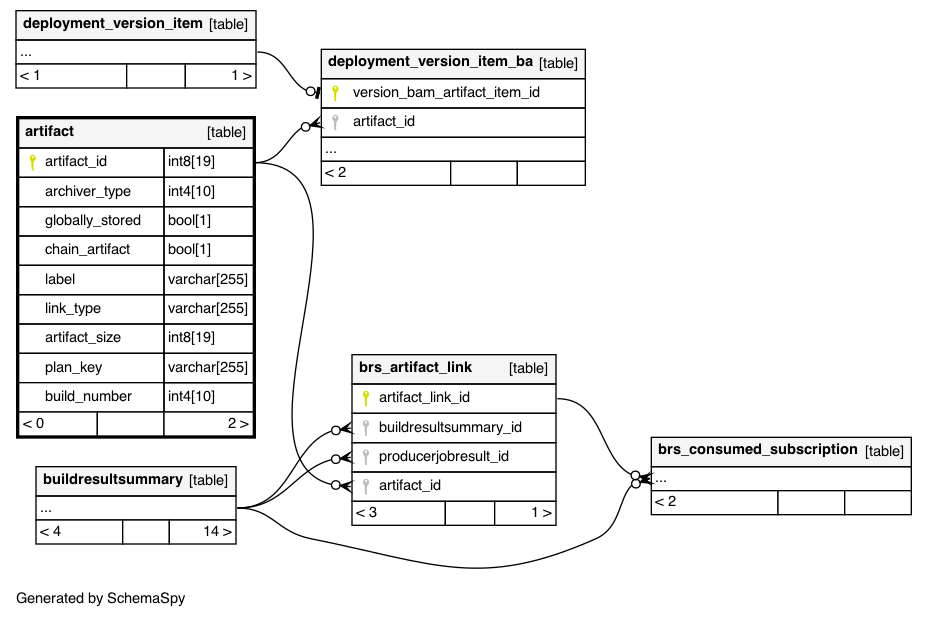 deployment_version_item [table]
...
< 1 1 >
deployment_version_item_ba [table]
version_bam_artifact_item_id
artifact_id
...
< 2
artifact [table]
artifact_id int8[19]
archiver_type int4[10]
globally_stored bool[1]
chain_artifact bool[1]
label varchar[255]
link_type varchar[255]
artifact_size int8[19]
plan_key varchar[255]
build_number int4[10]
< 0 2 >
brs_artifact_link [table]
artifact_link_id
buildresultsummary_id
producerjobresult_id
artifact_id
< 3 1 >
brs_consumed_subscription [table]
...
< 2
buildresultsummary [table]
...
< 4 14 >
Generated by SchemaSpy